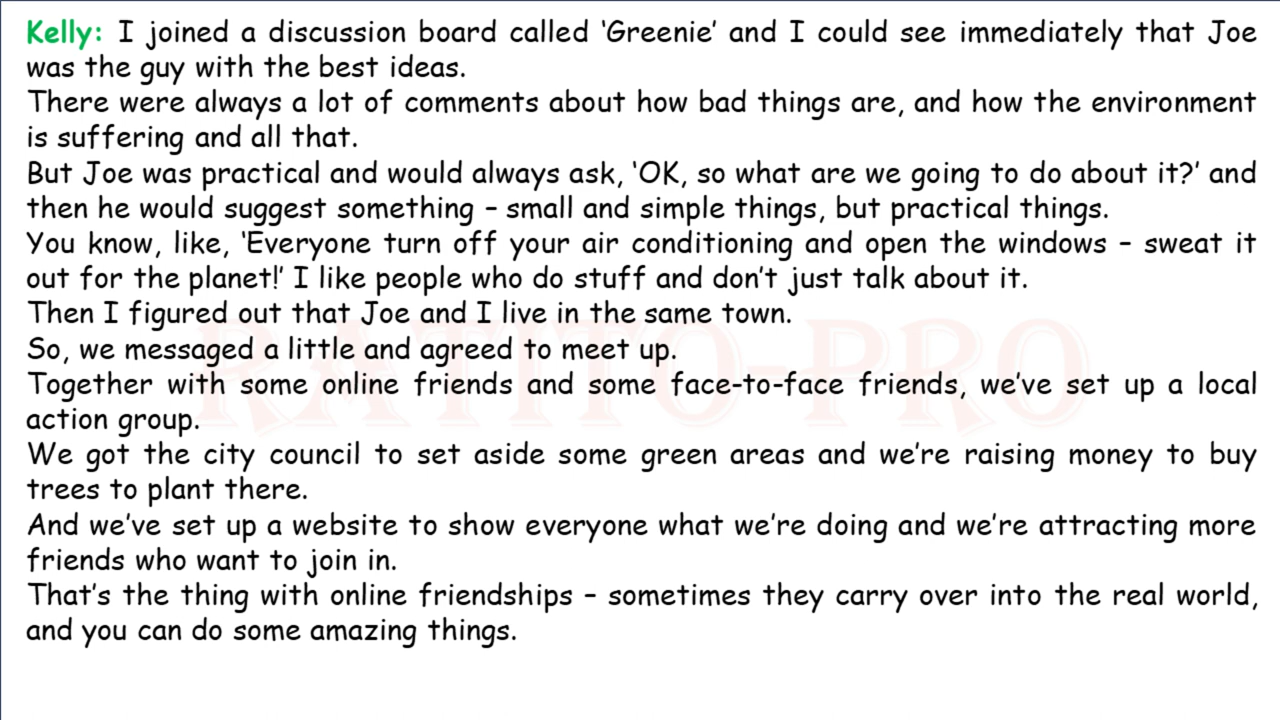 Kelly: I joined a discussion board called ‘Greenie’ and I could see immediately that Joe
was the guy with the best ideas.
There were always a lot of comments about how bad things are, and how the environment
is suffering and all that.
But Joe was practical and would always ask, ‘OK, so what are we going to do about it?’ and
then he would suggest something – small and simple things, but practical things.
You know, like, ‘Everyone turn off your air conditioning and open the windows – sweat it
out for the planet!’ I like people who do stuff and don’t just talk about it.
Then I figured out that Joe and I live in the same town.
So, we messaged a little and agreed to meet up.
RATITO-PRO
Together with some online friends and some face-to-face friends, we’ve set up a local
action group.
We got the city council to set aside some green areas and we’re raising money to buy
trees to plant there.
And we’ve set up a website to show everyone what we’re doing and we’re attracting more
friends who want to join in.
That’s the thing with online friendships – sometimes they carry over into the real world,
and you can do some amazing things.